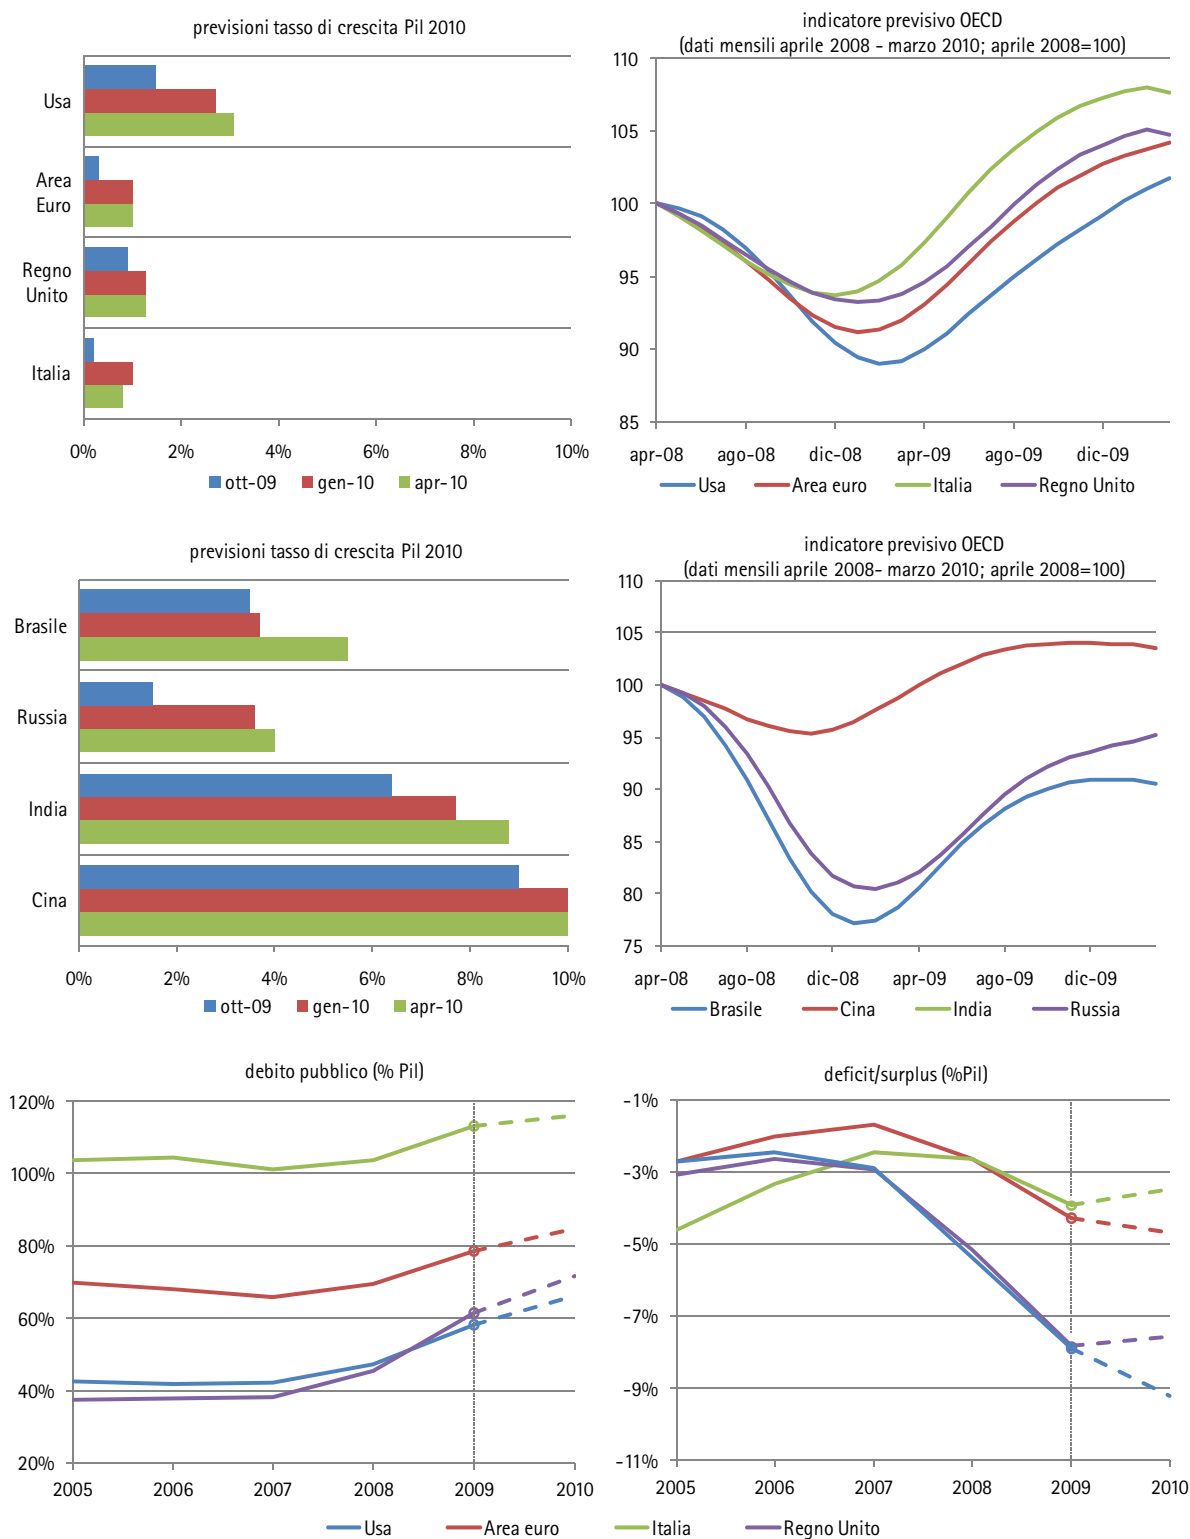 previsioni tasso di crescita Pil 2010
Usa
Area
Euro
Regno
Unito
Italia
0% 2% 4% 6% 8% 10%
ott-09 gen-10 apr-10
indicatore previsivo OECD
(dati mensili aprile 2008 - marzo 2010; aprile 2008=100)
110
105
100
95
90
85
apr-08 ago-08 dic-08 apr-09 ago-09 dic-09
Usa Area euro Italia Regno Unito
previsioni tasso di crescita Pil 2010
Brasile
Russia
India
Cina
0% 2% 4% 6% 8% 10%
ott-09 gen-10 apr-10
indicatore previsivo OECD
(dati mensili aprile 2008- marzo 2010; aprile 2008=100)
110
105
100
95
90
85
80
75
apr-08 ago-08 dic-08 apr-09 ago-09 dic-09
Brasile Cina India Russia
debito pubblico (% Pil)
120%
100%
80%
60%
40%
20%
2005 2006 2007 2008 2009 2010
deficit/surplus (%Pil)
-1%
-3%
-5%
-7%
-9%
-11%
2005 2006 2007 2008 2009 2010
Usa Area euro Italia Regno Unito